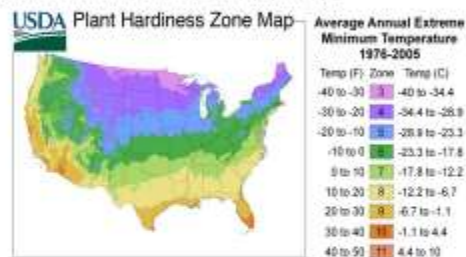 USDA Plant Hardiness Zone Map
Average Annual Extreme
Minimum Temperature
1976-2005
Temp (F) Zone Temp (C)
-40 to -30 3 -40 to -34.4
-30 to -20 4 -34.4 to -28.9
-20 to -10 5 -28.9 to -23.3
-10 to 0 6 -23.3 to -17.8
0 to 10 7 -17.8 to -12.2
10 to 20 8 -12.2 to -6.7
20 to 30 9 -6.7 to -1.1
30 to 40 -1.1 to 4.4
40 to 50 11 4.4 to 10